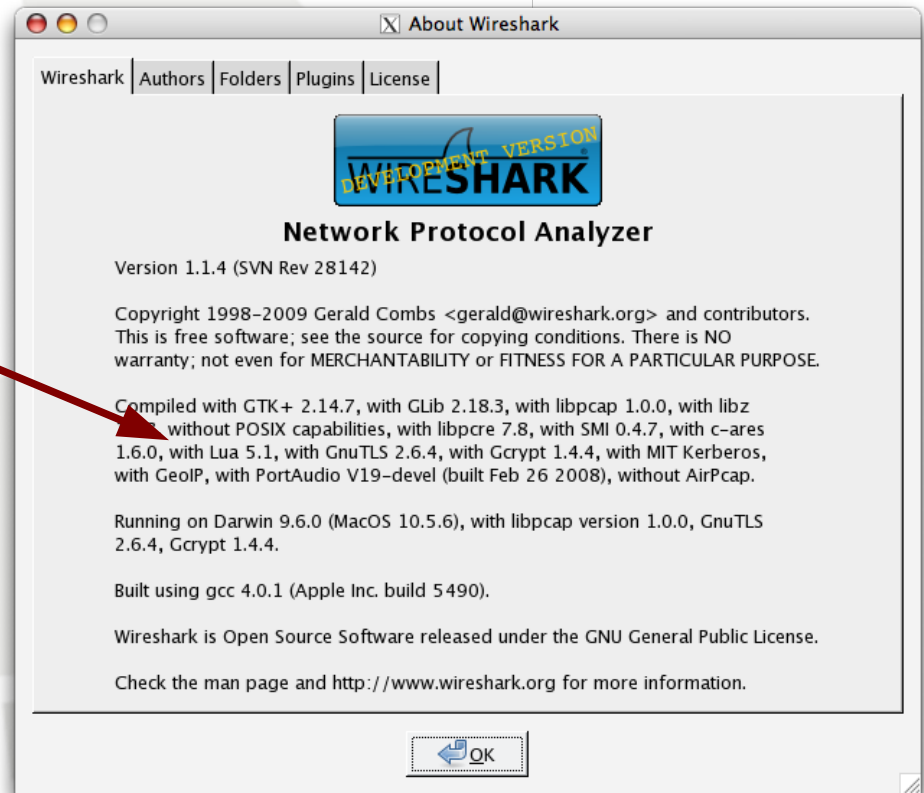 About Wireshark
Wireshark Authors Folders Plugins License
DEVELOPMENT VERSION
WIRESHARK®
Network Protocol Analyzer
Version 1.1.4 (SVN Rev 28142)
Copyright 1998-2009 Gerald Combs <gerald@wireshark.org> and contributors.
This is free software; see the source for copying conditions. There is NO
warranty; not even for MERCHANTABILITY or FITNESS FOR A PARTICULAR PURPOSE.
Compiled with GTK+ 2.14.7, with GLib 2.18.3, with libpcap 1.0.0, with libz
without POSIX capabilities, with libpcre 7.8, with SMI 0.4.7, with c-ares
1.6.0, with Lua 5.1, with GnuTLS 2.6.4, with Gcrypt 1.4.4, with MIT Kerberos,
with GeoIP, with PortAudio V19-devel (built Feb 26 2008), without AirPcap.
Running on Darwin 9.6.0 (MacOS 10.5.6), with libpcap version 1.0.0, GnuTLS
2.6.4, Gcrypt 1.4.4.
Built using gcc 4.0.1 (Apple Inc. build 5490).
Wireshark is Open Source Software released under the GNU General Public License.
Check the man page and http://www.wireshark.org for more information.
OK